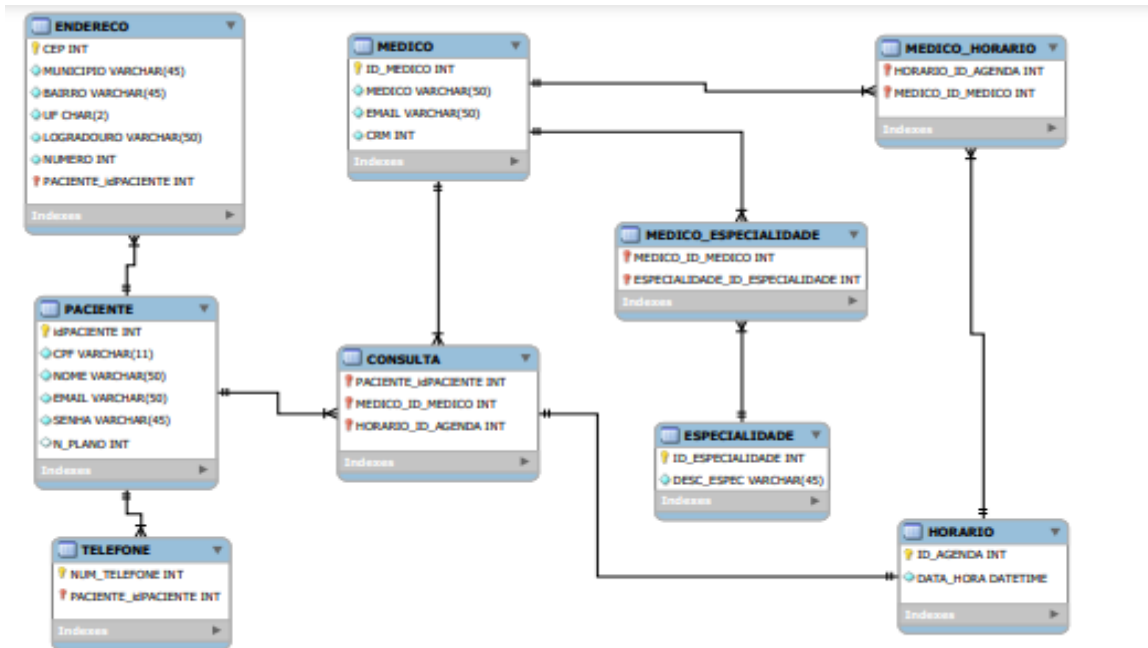 ENDERECO
CEP INT
MUNICIPIO VARCHAR(45)
BAIRRO VARCHAR(45)
UF CHAR(2)
LOGRADOURO VARCHAR(50)
NUMERO INT
PACIENTE_idPACIENTE INT
Indexes
MEDICO
ID_MEDICO INT
MEDICO VARCHAR(50)
EMAIL VARCHAR(50)
CRM INT
Indexes
MEDICO_HORARIO
HORARIO_ID_AGENDA INT
MEDICO_ID_MEDICO INT
Indexes
MEDICO_ESPECIALIDADE
MEDICO_ID_MEDICO INT
ESPECIALIDADE_ID_ESPECIALIDADE INT
Indexes
PACIENTE
idPACIENTE INT
CPF VARCHAR(11)
NOME VARCHAR(50)
EMAIL VARCHAR(50)
SENHA VARCHAR(45)
N_PLANO INT
Indexes
CONSULTA
PACIENTE_idPACIENTE INT
MEDICO_ID_MEDICO INT
HORARIO_ID_AGENDA INT
Indexes
ESPECIALIDADE
ID_ESPECIALIDADE INT
DESC_ESPEC VARCHAR(45)
Indexes
TELEFONE
NUM_TELEFONE INT
PACIENTE_idPACIENTE INT
Indexes
HORARIO
ID_AGENDA INT
DATA_HORA DATETIME
Indexes